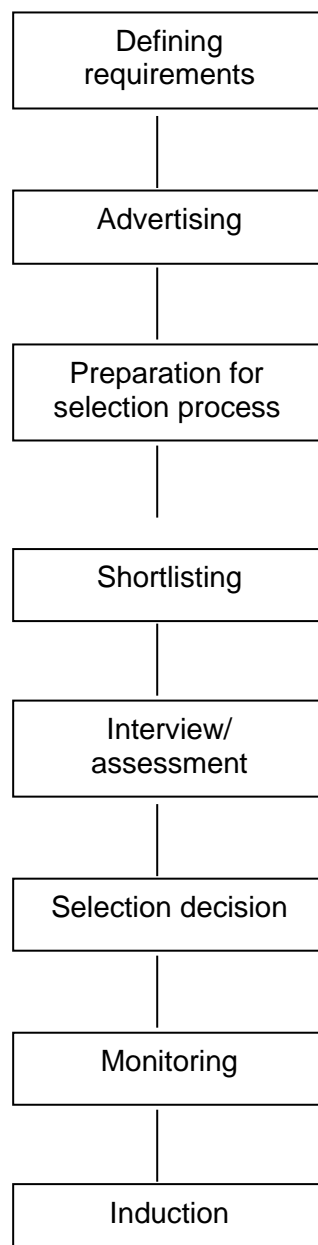 Defining
requirements
Advertising
Preparation for
selection process
Shortlisting
Interview/
assessment
Selection decision
Monitoring
Induction